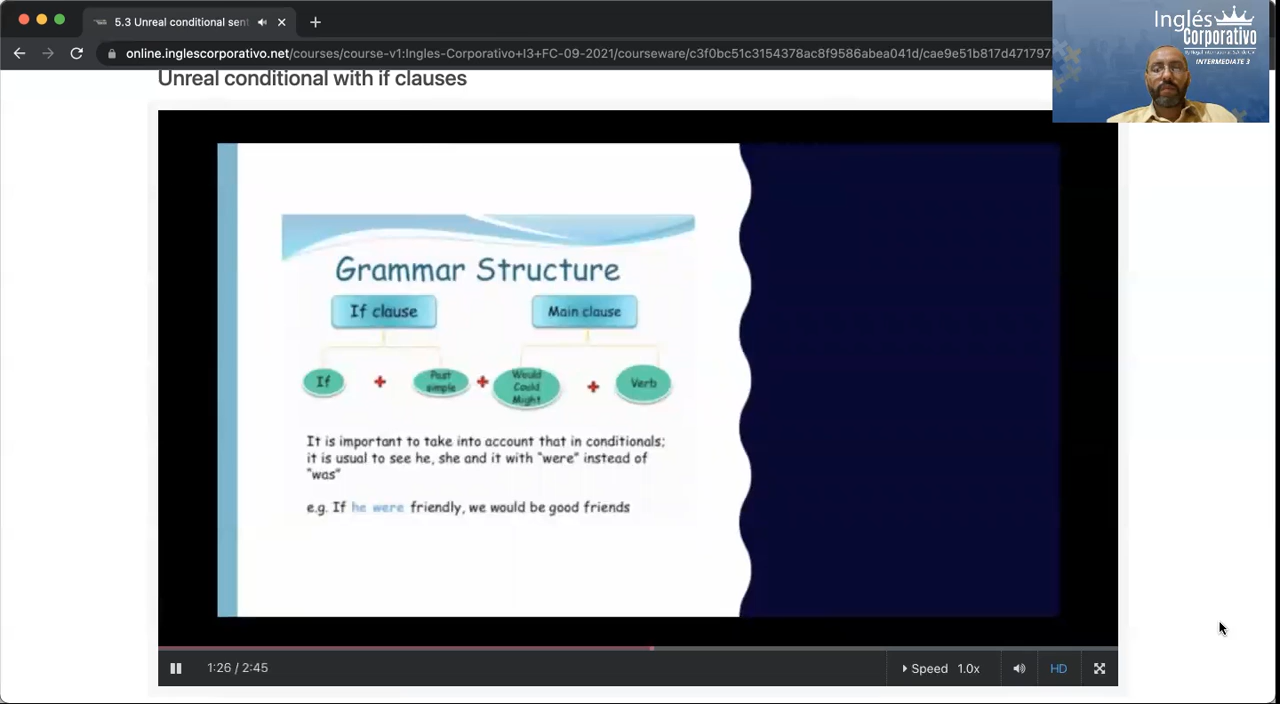 5.3 Unreal conditional sent
online.inglescorporativo.net/courses/course-v1:Ingles-Corporativo+I3+FC-09-2021/courseware/c3f0bc51c3154378ac8f9586abea041d/cae9e51b817d471797
Inglés
Corporativo
INTERMEDIATE 3
Unreal conditional with if clauses
Grammar Structure
If clause
Main clause
If + Past simple + Would Could Might + Verb
It is important to take into account that in conditionals;
it is usual to see he, she and it with "were" instead of
"was"
e.g. If he were friendly, we would be good friends
1:26 / 2:45
Speed 1.0x
HD